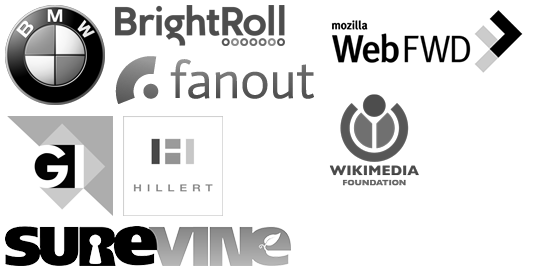 BMW
BrightRoll
mozilla
WebFWD
fanout
GI
HILLERT
WIKIMEDIA
FOUNDATION
SUREVINE